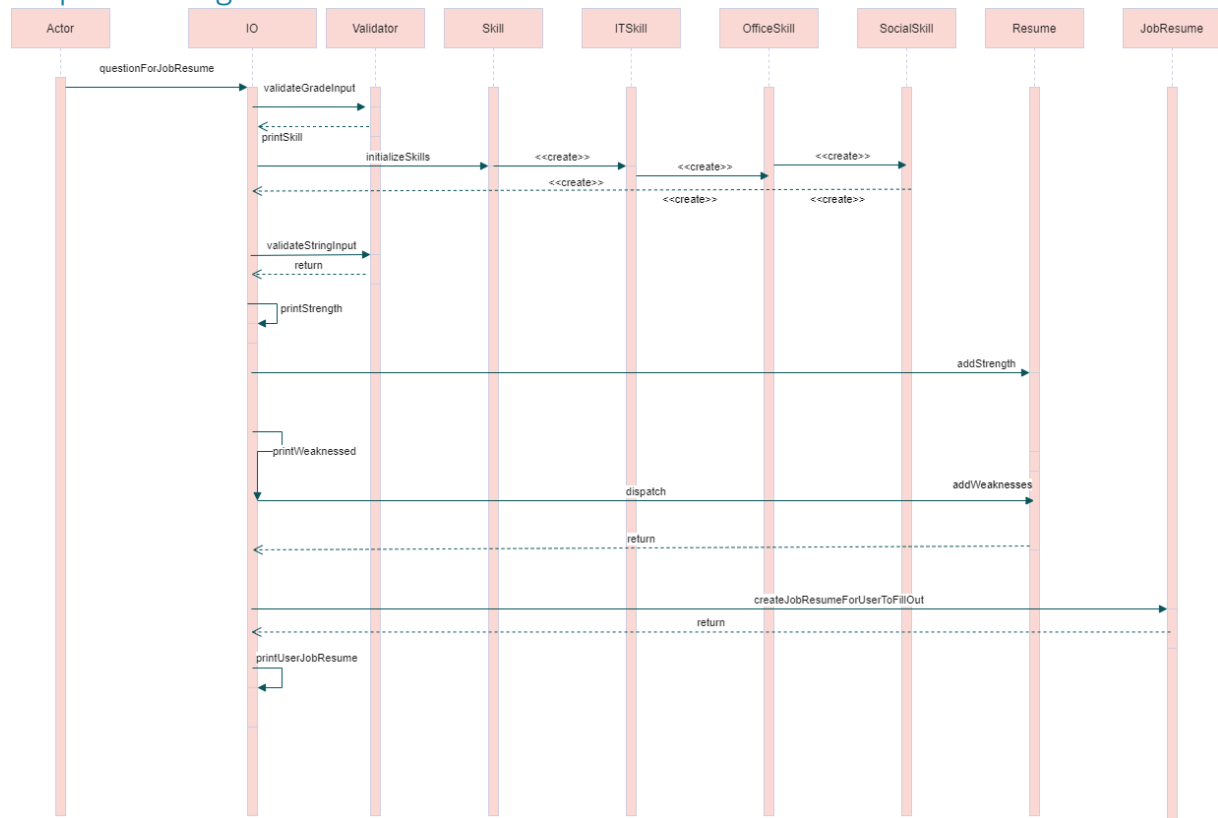 Actor
IO
Validator
Skill
ITSkill
OfficeSkill
SocialSkill
Resume
JobResume
questionForJobResume
validateGradeInput
printSkill
initializeSkills
<<create>>
<<create>>
<<create>>
<<create>>
<<create>>
<<create>>
validateStringInput
return
printStrength
addStrength
printWeaknessed
addWeaknesses
dispatch
return
createJobResumeForUserToFillOut
return
printUserJobResume